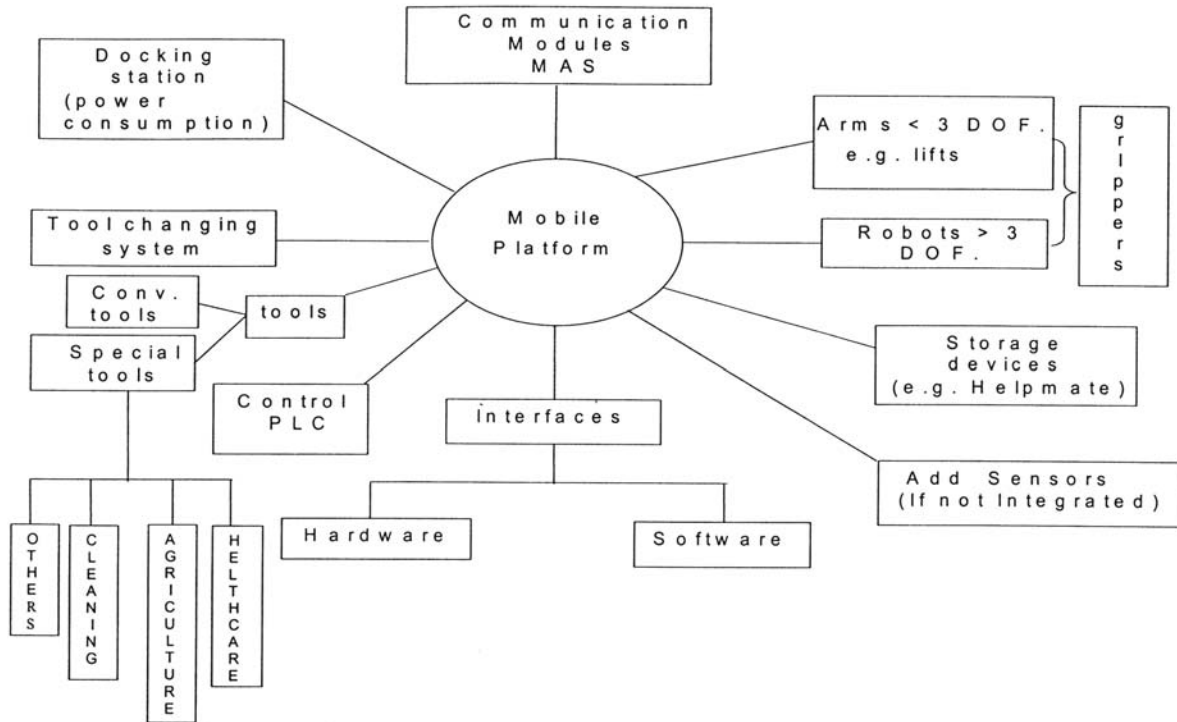 Communication
Modules
MAS
Docking
station
(power
consumption)
Arms < 3 DOF.
e.g. lifts
grIppers
Mobile
Platform
Toolchanging
system
Robots > 3
DOF.
Conv.
tools
tools
Special
tools
Storage
devices
(e.g. Helpmate)
Control
PLC
Interfaces
Add Sensors
(If not Integrated)
Hardware
Software
OTHERS
CLEANING
AGRICULTURE
HELTHCARE